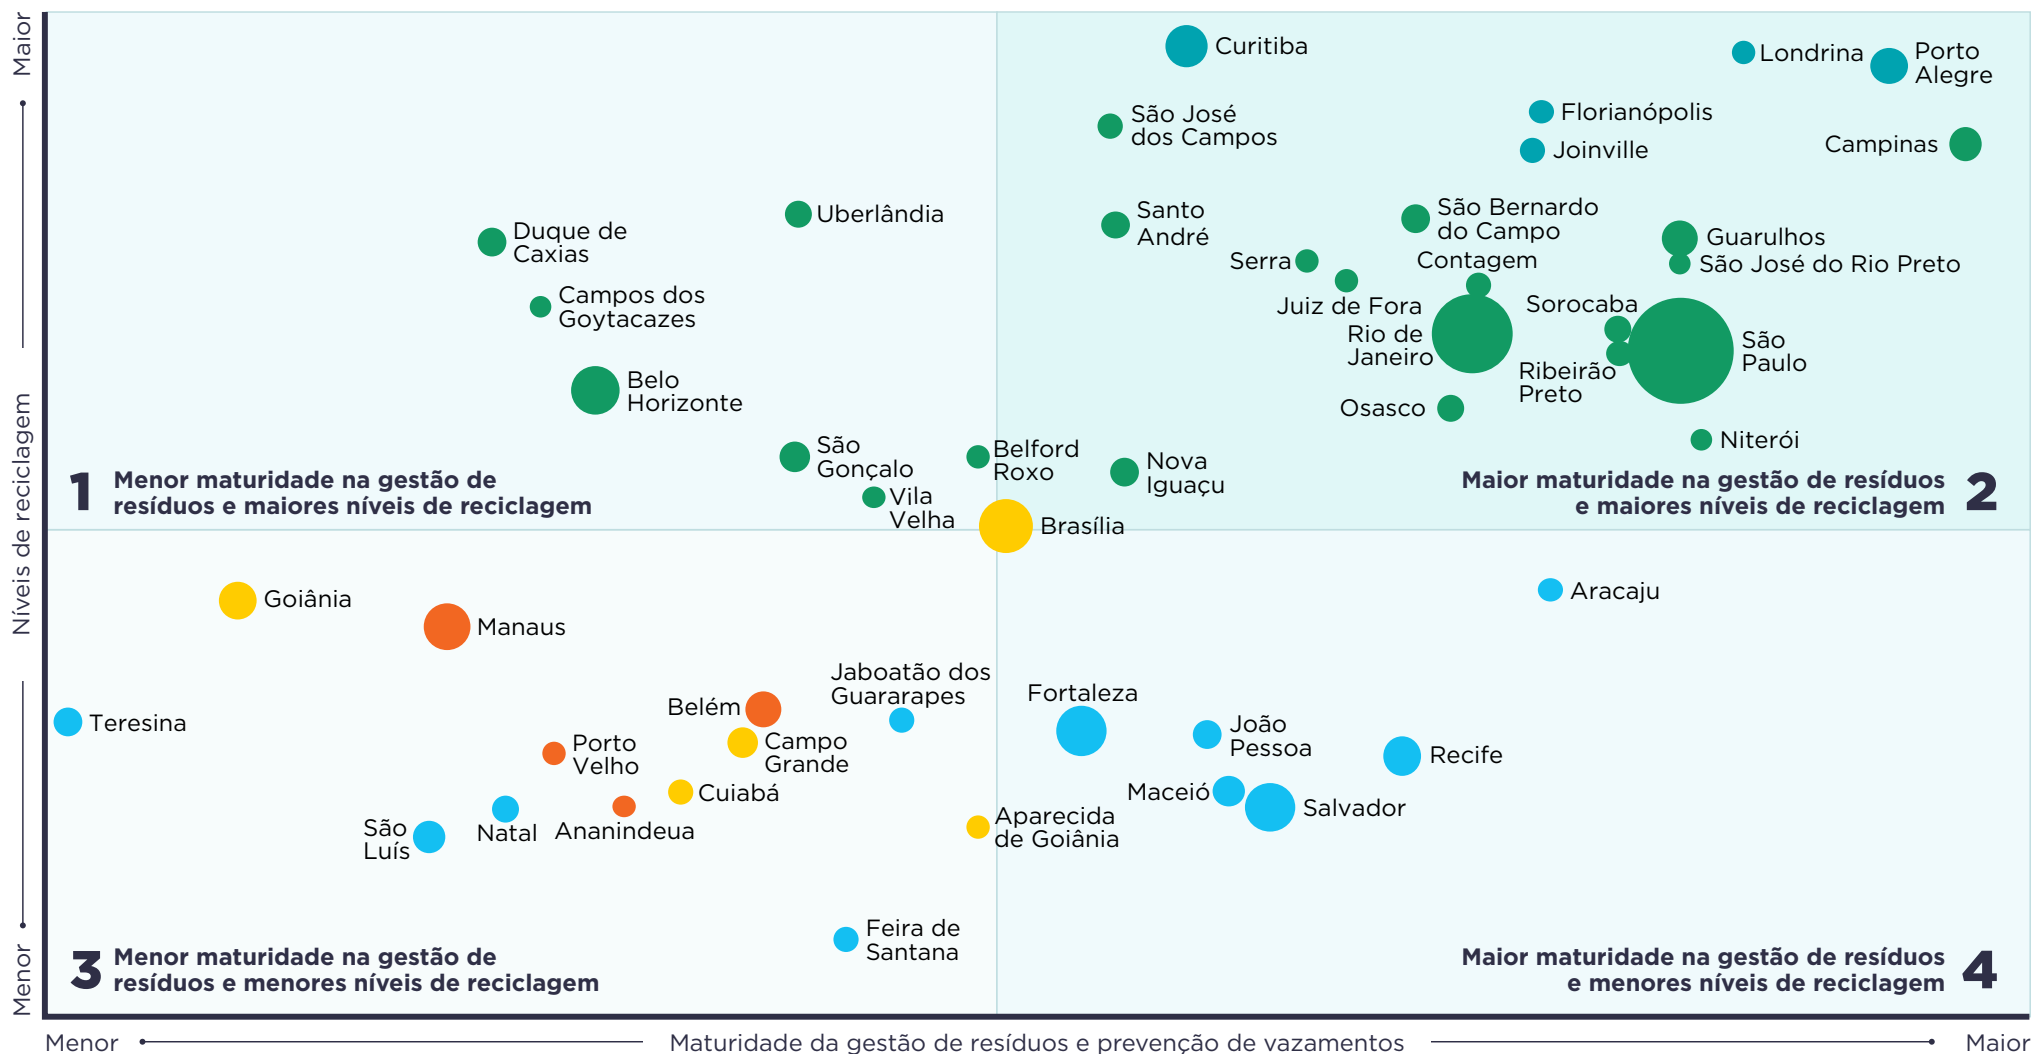 Maior
Níveis de reciclagem
Menor
Curitiba
Londrina
Porto
Alegre
São José
dos Campos
Florianópolis
Joinville
Campinas
Uberlândia
Duque de
Caxias
Santo
André
São Bernardo
do Campo
Guarulhos
Serra
Contagem
São José do Rio Preto
Campos dos
Goytacazes
Juiz de Fora
Sorocaba
Rio de
Janeiro
São
Paulo
Ribeirão
Preto
Belo
Horizonte
Osasco
Niterói
São
Gonçalo
Belford
Roxo
Nova
Iguaçu
Vila
Velha
1
Menor maturidade na gestão de
resíduos e maiores níveis de reciclagem
Maior maturidade na gestão de resíduos
e maiores níveis de reciclagem
2
Brasília
Goiânia
Manaus
Aracaju
Teresina
Jaboatão dos
Guararapes
Belém
Fortaleza
João
Pessoa
Porto
Velho
Campo
Grande
Recife
Cuiabá
Maceió
Salvador
São
Luís
Natal
Ananindeua
Aparecida
de Goiânia
Feira de
Santana
3
Menor maturidade na gestão de
resíduos e menores níveis de reciclagem
Maior maturidade na gestão de resíduos
e menores níveis de reciclagem
4
Menor
Maturidade da gestão de resíduos e prevenção de vazamentos
Maior